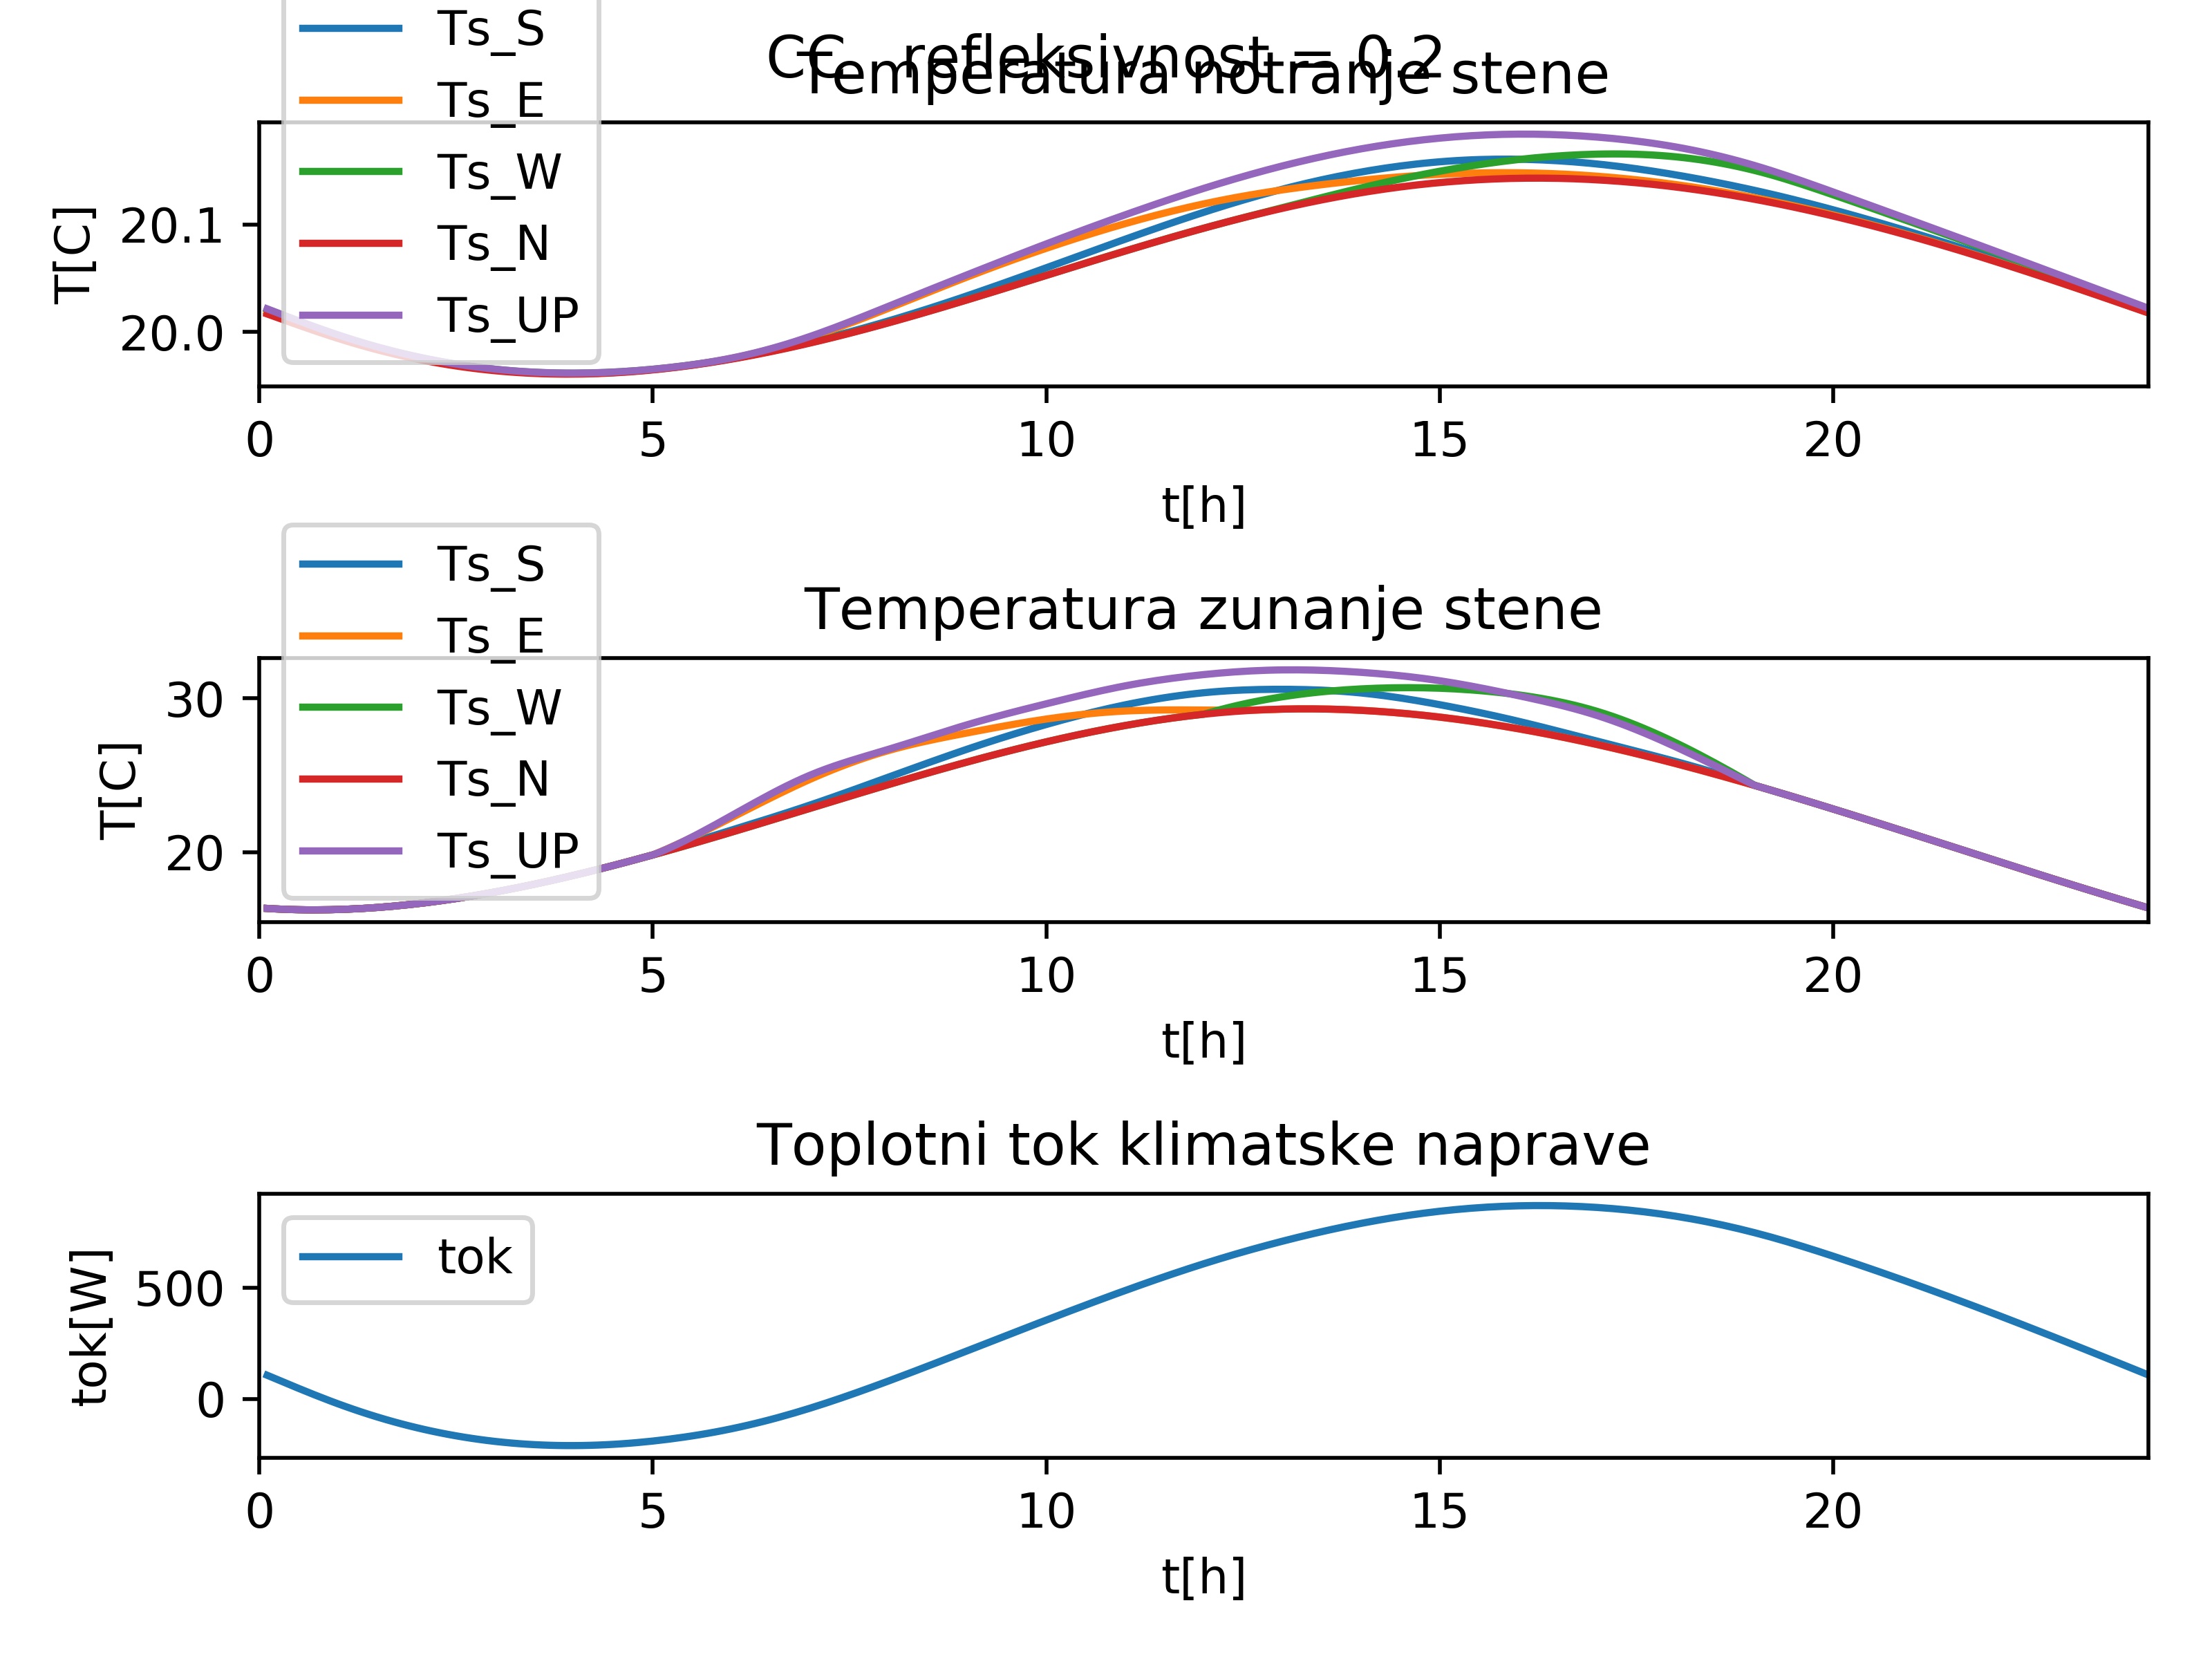 CC refleksivnost = 0.2
Temperatura notranje stene
Ts_S
Ts_E
Ts_W
Ts_N
Ts_UP
T[C]
20.1
20.0
0 5 10 15 20
t[h]
Temperatura zunanje stene
Ts_S
Ts_E
Ts_W
Ts_N
Ts_UP
T[C]
30
20
0 5 10 15 20
t[h]
Toplotni tok klimatske naprave
tok
tok[W]
500
0
0 5 10 15 20
t[h]